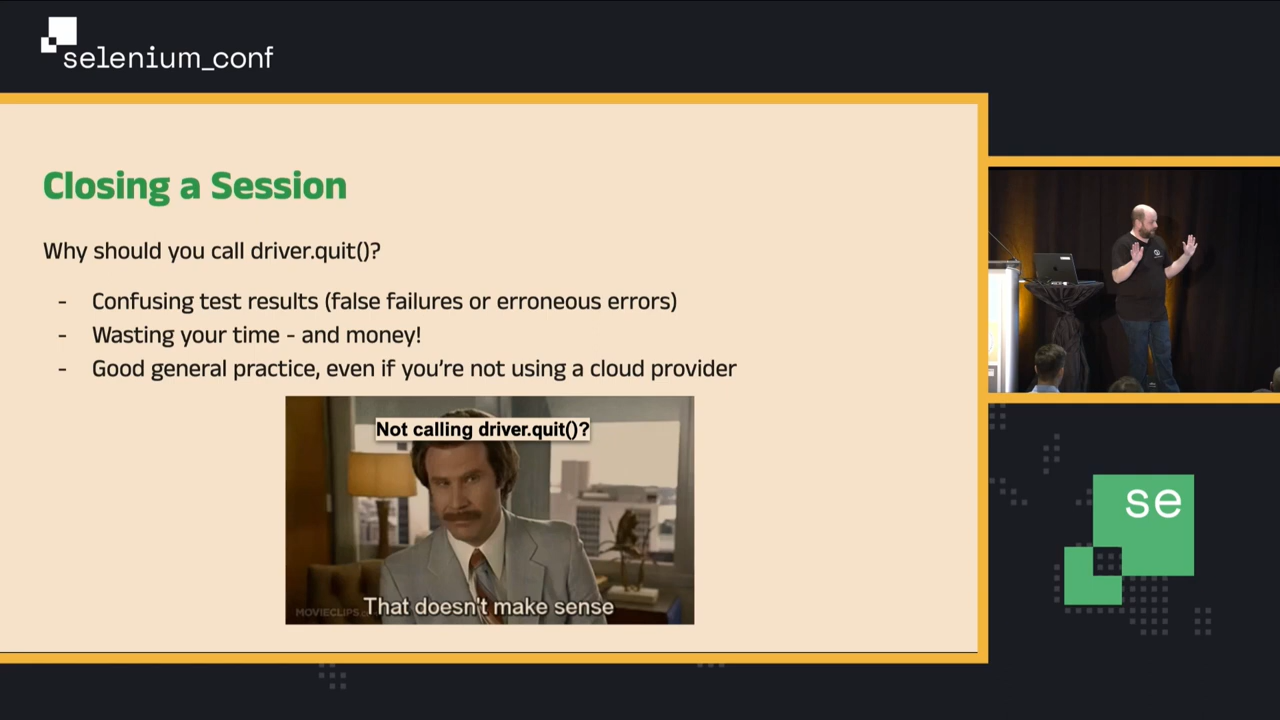 selenium_conf
Closing a Session
Why should you call driver.quit()?
- Confusing test results (false failures or erroneous errors)
- Wasting your time - and money!
- Good general practice, even if you're not using a cloud provider
Not calling driver.quit()?
MOVIECLIPS
That doesn't make sense
se